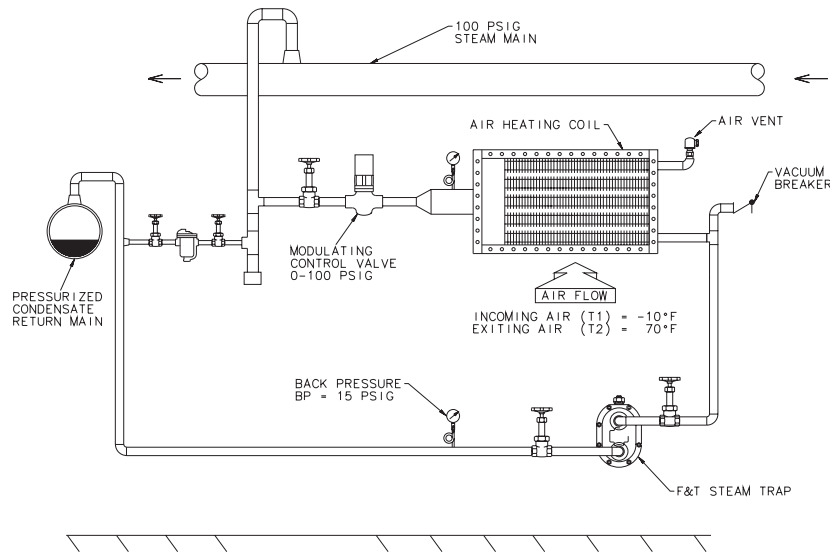 100 PSIG
STEAM MAIN
AIR HEATING COIL
AIR VENT
VACUUM
BREAKER
MODULATING
CONTROL VALVE
0-100 PSIG
PRESSURIZED
CONDENSATE
RETURN MAIN
AIR FLOW
INCOMING AIR (T1) = -10°F
EXITING AIR (T2) = 70°F
BACK PRESSURE
BP = 15 PSIG
F&T STEAM TRAP